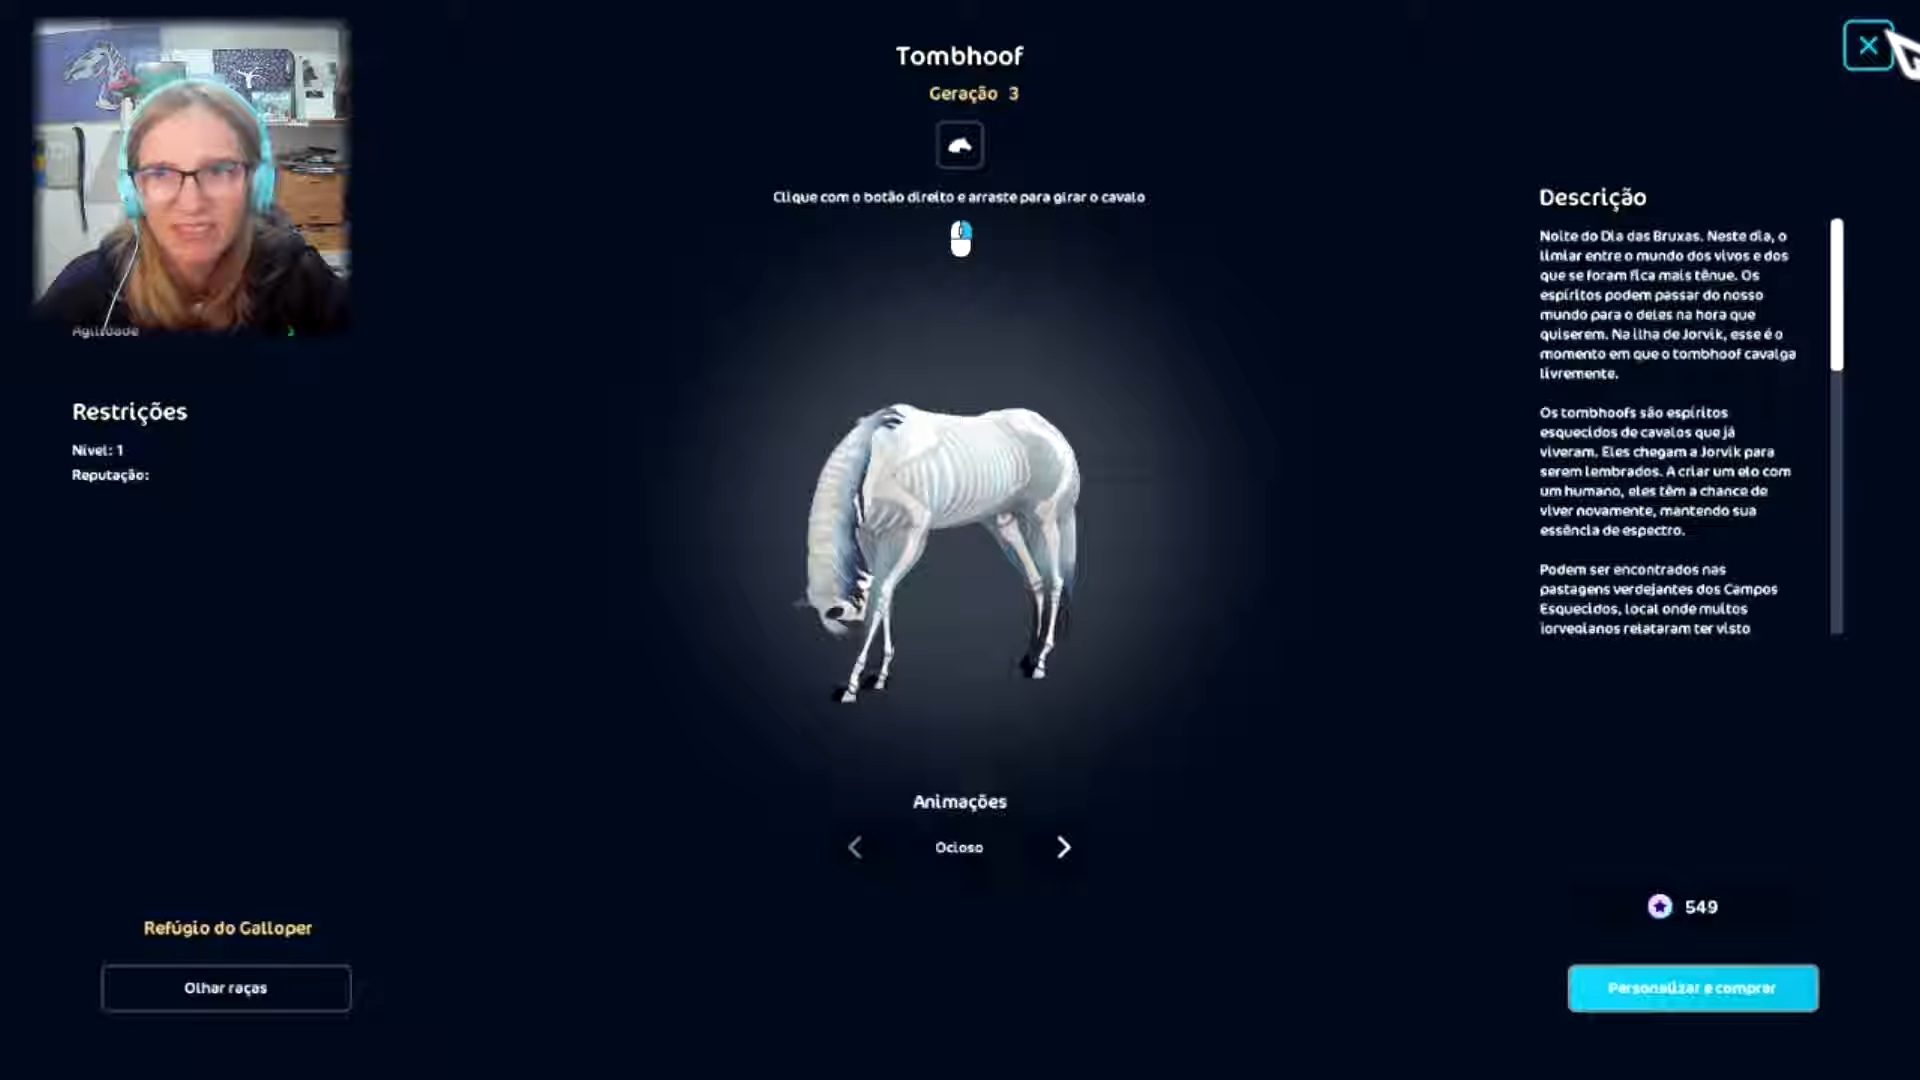 Tombhoof
Geração 3
Clique com o botão direito e arraste para girar o cavalo
Agilidade 3
Restrições
Nível: 1
Reputação:
Descrição
Noite do Dia das Bruxas. Neste dia, o
limiar entre o mundo dos vivos e dos
que se foram fica mais tênue. Os
espíritos podem passar do nosso
mundo para o deles na hora que
quiserem. Na ilha de Jorvik, esse é o
momento em que o tombhoof cavalga
livremente.
Os tombhoofs são espíritos
esquecidos de cavalos que já
viveram. Eles chegam a Jorvik para
serem lembrados. A criar um elo com
um humano, eles têm a chance de
viver novamente, mantendo sua
essência de espectro.
Podem ser encontrados nas
pastagens verdejantes dos Campos
Esquecidos, local onde muitos
jorvegianos relataram ter visto
Animações
Ocioso
549
Refúgio do Galloper
Olhar raças
Personalizar e comprar